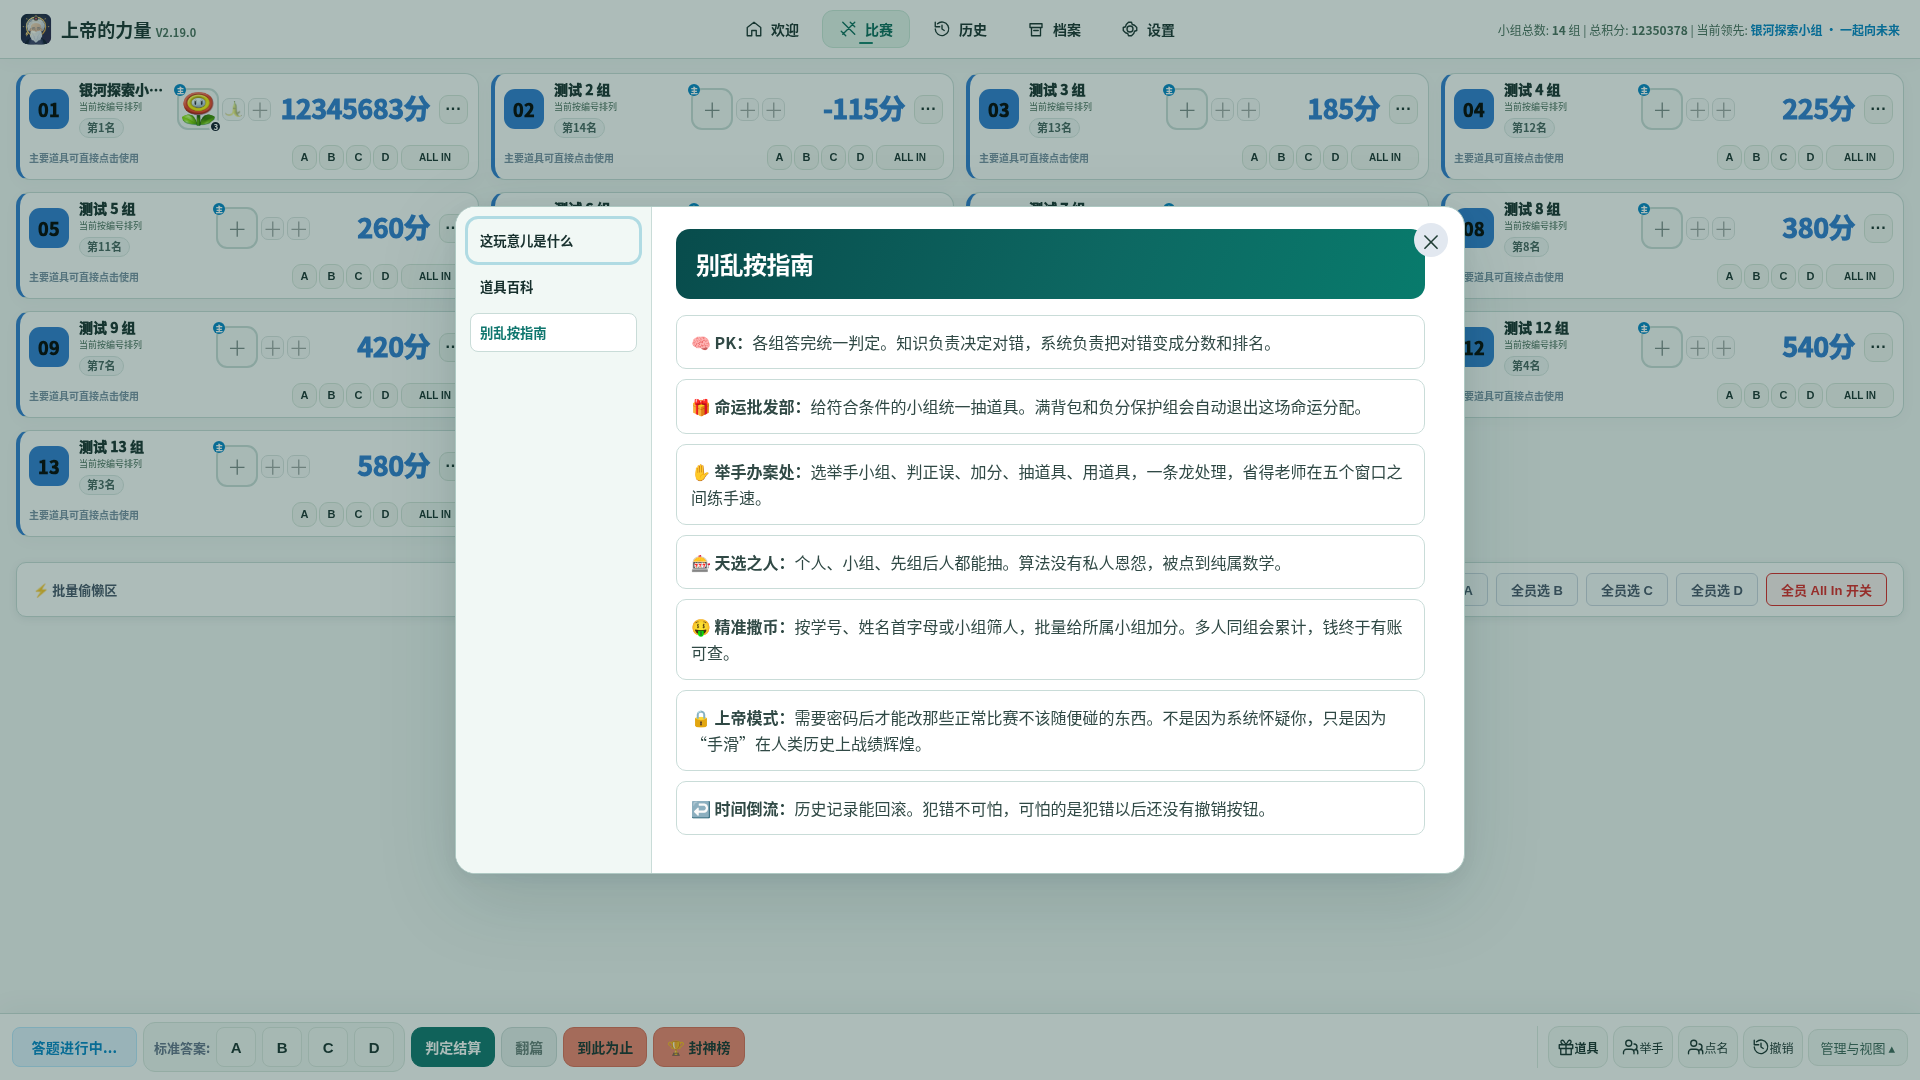 上帝的力量 V2.19.0
欢迎
比赛
历史
档案
设置
小组总数: 14 组 | 总积分: 12350378 | 当前领先: 银河探索小组 · 一起向未来
01
银河探索小…
当前按编号排列
第1名
主
3
12345683分
主要道具可直接点击使用
A B C D ALL IN
02
测试 2 组
当前按编号排列
第14名
主
-115分
主要道具可直接点击使用
A B C D ALL IN
03
测试 3 组
当前按编号排列
第13名
主
185分
主要道具可直接点击使用
A B C D ALL IN
04
测试 4 组
当前按编号排列
第12名
主
225分
主要道具可直接点击使用
A B C D ALL IN
05
测试 5 组
当前按编号排列
第11名
主
260分
主要道具可直接点击使用
A B C D ALL IN
08
测试 8 组
当前按编号排列
第8名
主
380分
要道具可直接点击使用
A B C D ALL IN
09
测试 9 组
当前按编号排列
第7名
主
420分
主要道具可直接点击使用
A B C D ALL IN
12
测试 12 组
当前按编号排列
第4名
主
540分
要道具可直接点击使用
A B C D ALL IN
13
测试 13 组
当前按编号排列
第3名
主
580分
主要道具可直接点击使用
A B C D ALL IN
⚡ 批量偷懒区
A
全员选 B
全员选 C
全员选 D
全员 All In 开关
这玩意儿是什么
道具百科
别乱按指南
别乱按指南
🧠 PK：各组答完统一判定。知识负责决定对错，系统负责把对错变成分数和排名。
🎁 命运批发部：给符合条件的小组统一抽道具。满背包和负分保护组会自动退出这场命运分配。
✋ 举手办案处：选举手小组、判正误、加分、抽道具、用道具，一条龙处理，省得老师在五个窗口之
间练手速。
🎰 天选之人：个人、小组、先组后人都能抽。算法没有私人恩怨，被点到纯属数学。
🤑 精准撒币：按学号、姓名首字母或小组筛人，批量给所属小组加分。多人同组会累计，钱终于有账
可查。
🔒 上帝模式：需要密码后才能改那些正常比赛不该随便碰的东西。不是因为系统怀疑你，只是因为
“手滑”在人类历史上战绩辉煌。
↩️ 时间倒流：历史记录能回滚。犯错不可怕，可怕的是犯错以后还没有撤销按钮。
答题进行中...
标准答案: A B C D
判定结算
翻篇
到此为止
🏆 封神榜
道具
举手
点名
撤销
管理与视图 ▴